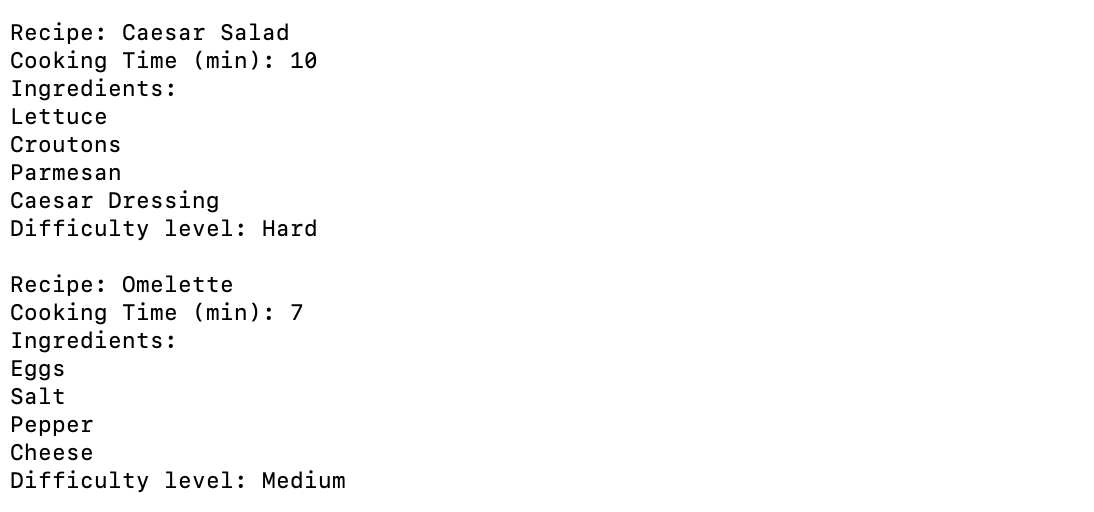 Recipe: Caesar Salad
Cooking Time (min): 10
Ingredients:
Lettuce
Croutons
Parmesan
Caesar Dressing
Difficulty level: Hard

Recipe: Omelette
Cooking Time (min): 7
Ingredients:
Eggs
Salt
Pepper
Cheese
Difficulty level: Medium